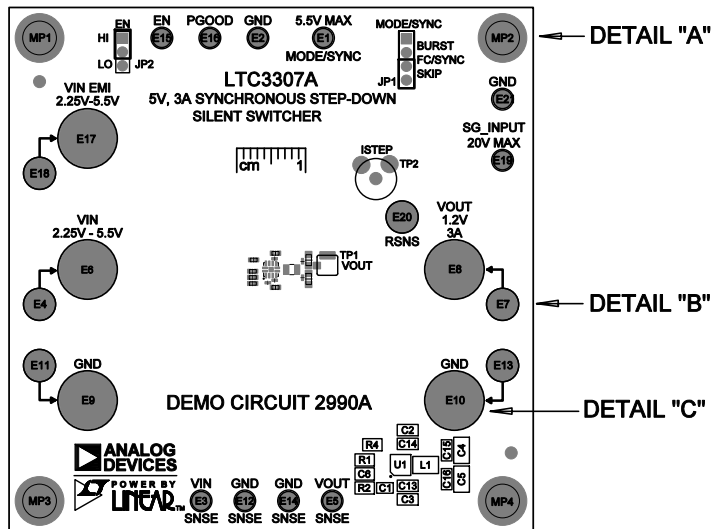 EN
EN
PGOOD
GND
5.5V MAX
MODE/SYNC
MP1
HI
E15
E16
E2
E1
MP2
DETAIL "A"
LO
JP2
MODE/SYNC
BURST
FC/SYNC
SKIP
JP1
LTC3307A
5V, 3A SYNCHRONOUS STEP-DOWN
SILENT SWITCHER
VIN EMI
2.25V-5.5V
GND
E21
E17
E18
SG_INPUT
20V MAX
E19
cm 1
ISTEP
TP2
E20
RSNS
VIN
2.25V - 5.5V
VOUT
1.2V
3A
E6
TP1
VOUT
E8
E4
E7
DETAIL "B"
E11
GND
GND
E13
E9
DEMO CIRCUIT 2990A
E10
DETAIL "C"
C2
R4
C14
C15
C4
R1
U1
L1
C6
C16
C5
R2
C1
C13
C3
ANALOG
DEVICES
POWER BY
LINEAR™
VIN
GND
GND
VOUT
MP3
E3
E12
E14
E5
MP4
SNSE
SNSE
SNSE
SNSE